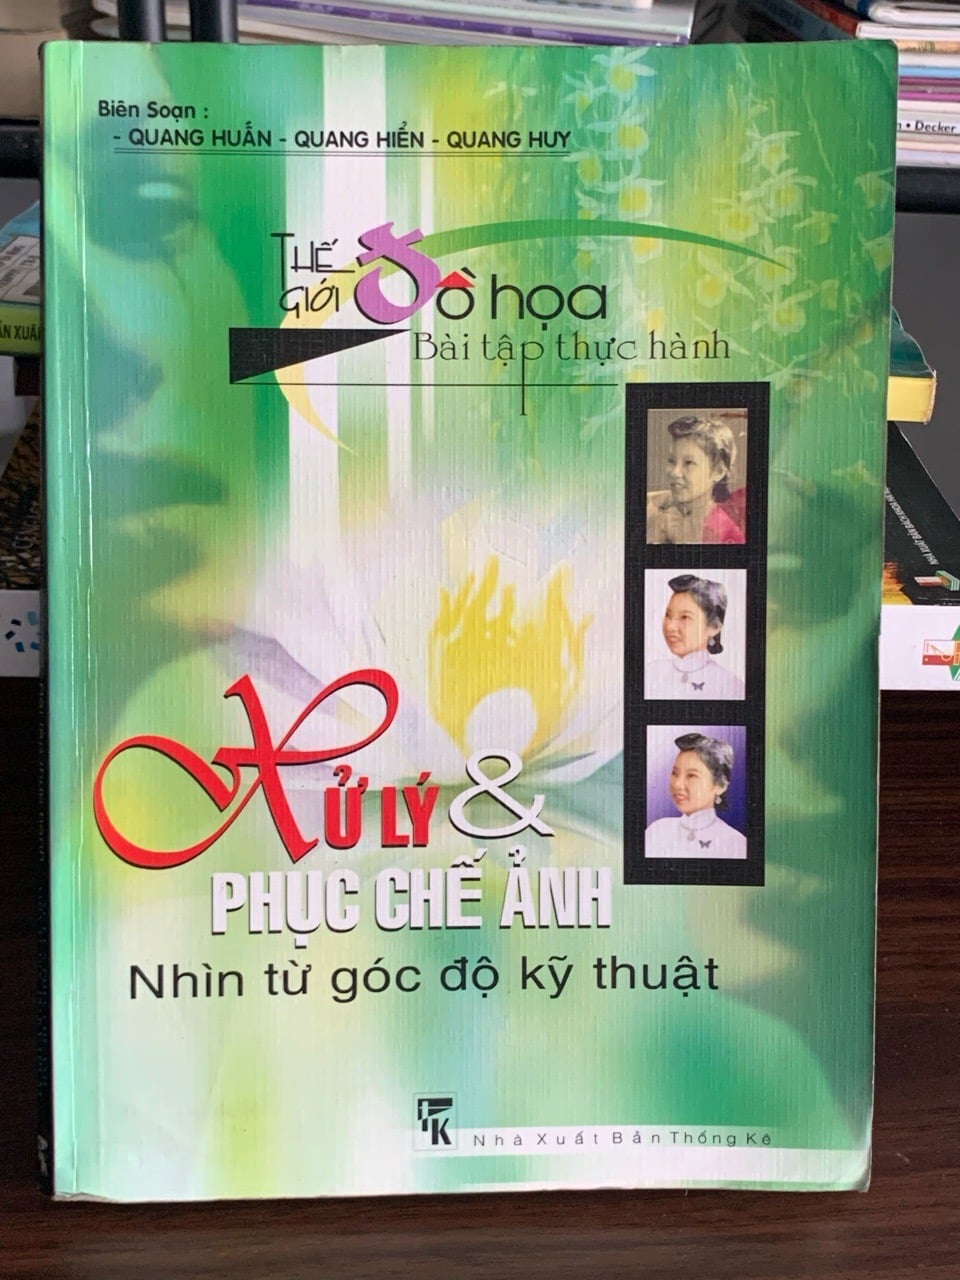 Biên Soạn :
- QUANG HUẤN - QUANG HIỂN - QUANG HUY
THẾ GIỚI Đồ họa
Bài tập thực hành
XỬ LÝ &
PHỤC CHẾ ẢNH
Nhìn từ góc độ kỹ thuật
TK Nhà Xuất Bản Thống Kê
• Decker